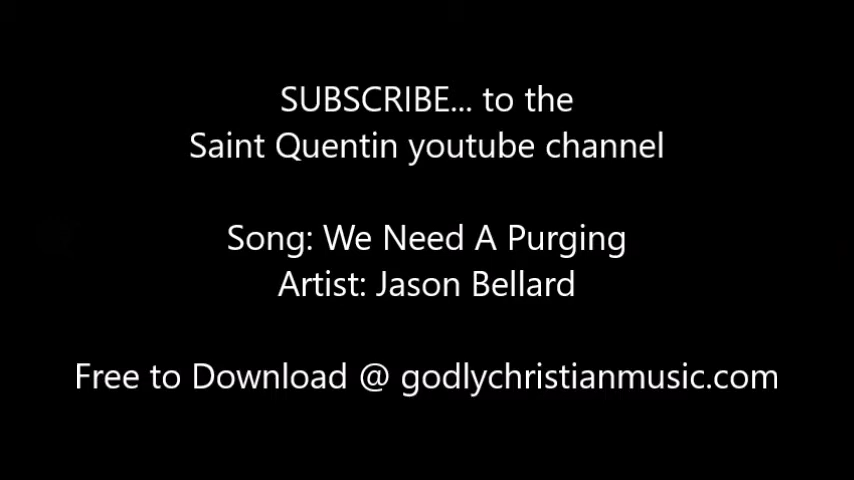 SUBSCRIBE... to the
Saint Quentin youtube channel
Song: We Need A Purging
Artist: Jason Bellard
Free to Download @ godlychristianmusic.com